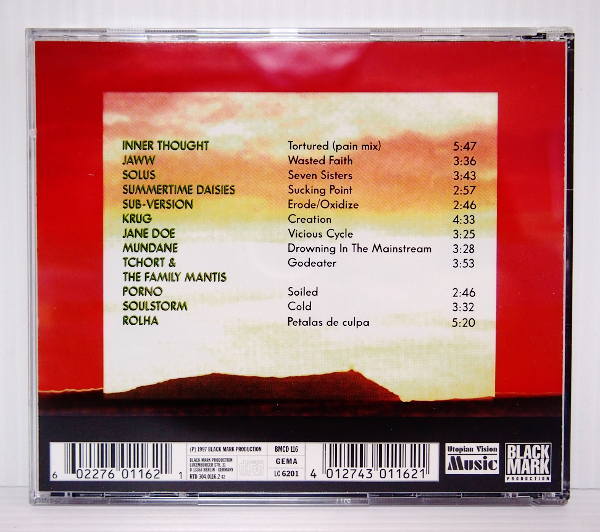 INNER THOUGHT Tortured (pain mix) 5:47
JAWW Wasted Faith 3:36
SOLUS Seven Sisters 3:43
SUMMERTIME DAISIES Sucking Point 2:57
SUB-VERSION Erode/Oxidize 2:46
KRUG Creation 4:33
JANE DOE Vicious Cycle 3:25
MUNDANE Drowning In The Mainstream 3:28
TCHORT & Godeater 3:53
THE FAMILY MANTIS
PORNO Soiled 2:46
SOULSTORM Cold 3:32
ROLHA Petalas de culpa 5:20
(P) 1997 BLACK MARK PRODUCTION
BLACK MARK PRODUCTION
BERLIN · GERMANY
BMCD 116
GEMA
LC 6201
6 02276 01162 1
4 012743 011621
Utopian Vision
Music
BLACK
MARK
PRODUCTION